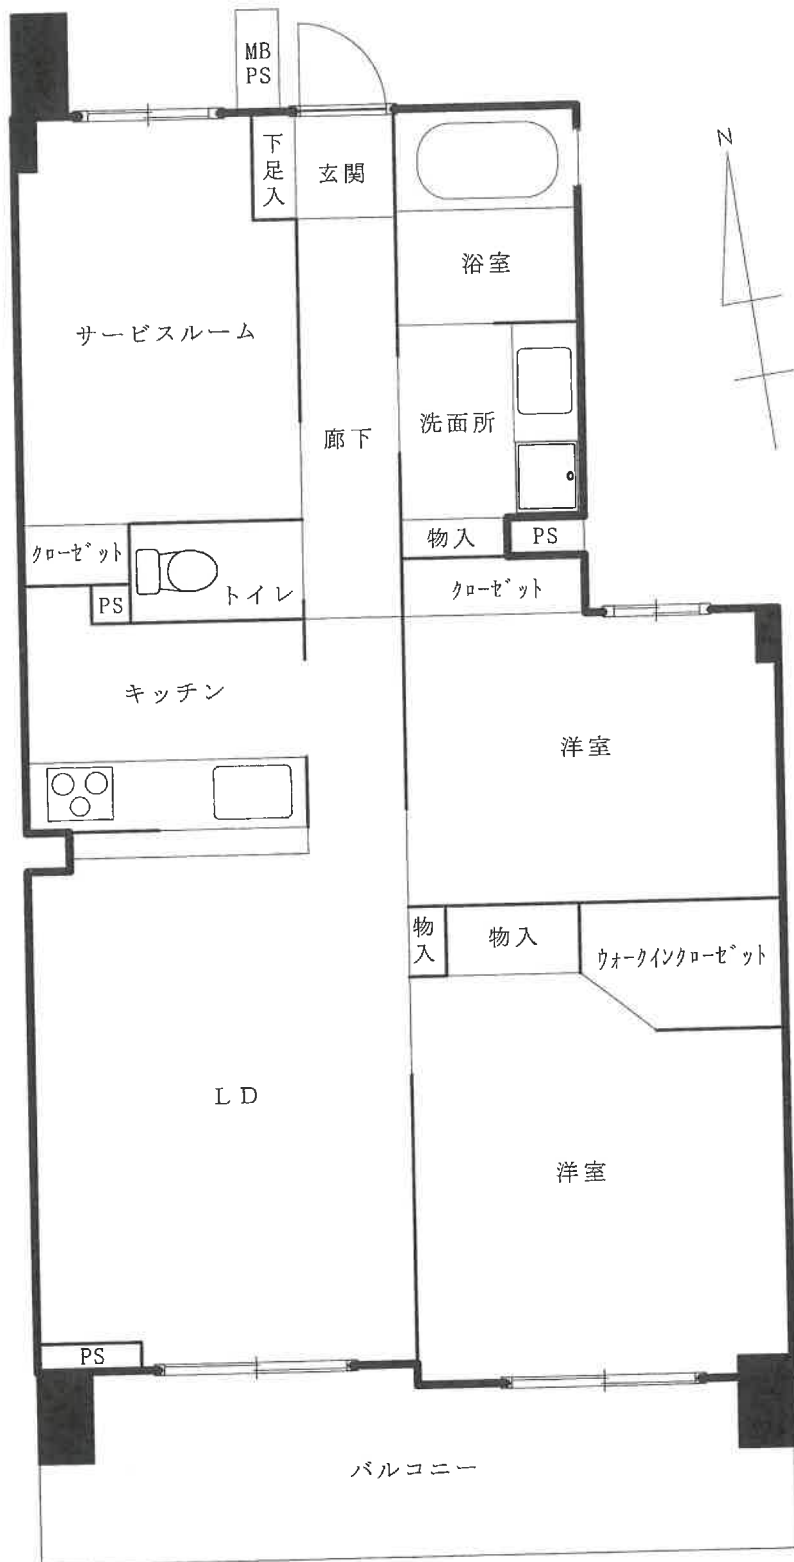 MB
PS
下
足
入
玄関
N
浴室
サービスルーム
廊下
洗面所
クローゼット
PS
トイレ
物入
PS
クローゼット
キッチン
洋室
物
入
物入
ウォークインクローゼット
LD
洋室
PS
バルコニー